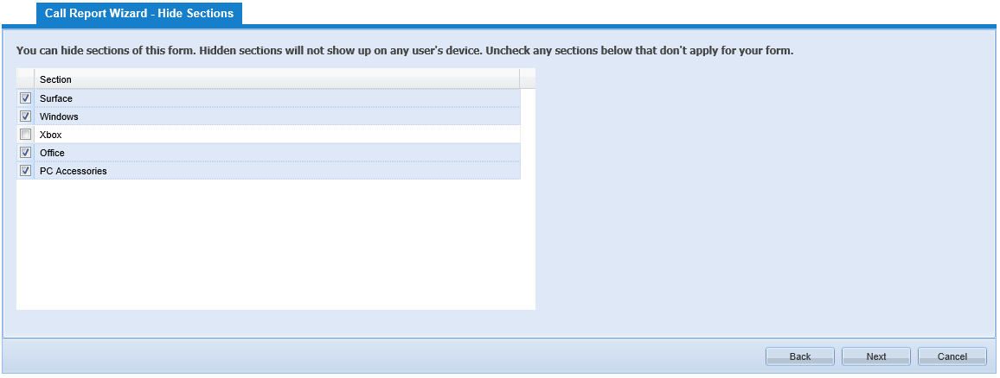 Call Report Wizard - Hide Sections
You can hide sections of this form. Hidden sections will not show up on any user's device. Uncheck any sections below that don't apply for your form.
Section
Surface
Windows
Xbox
Office
PC Accessories
Back Next Cancel